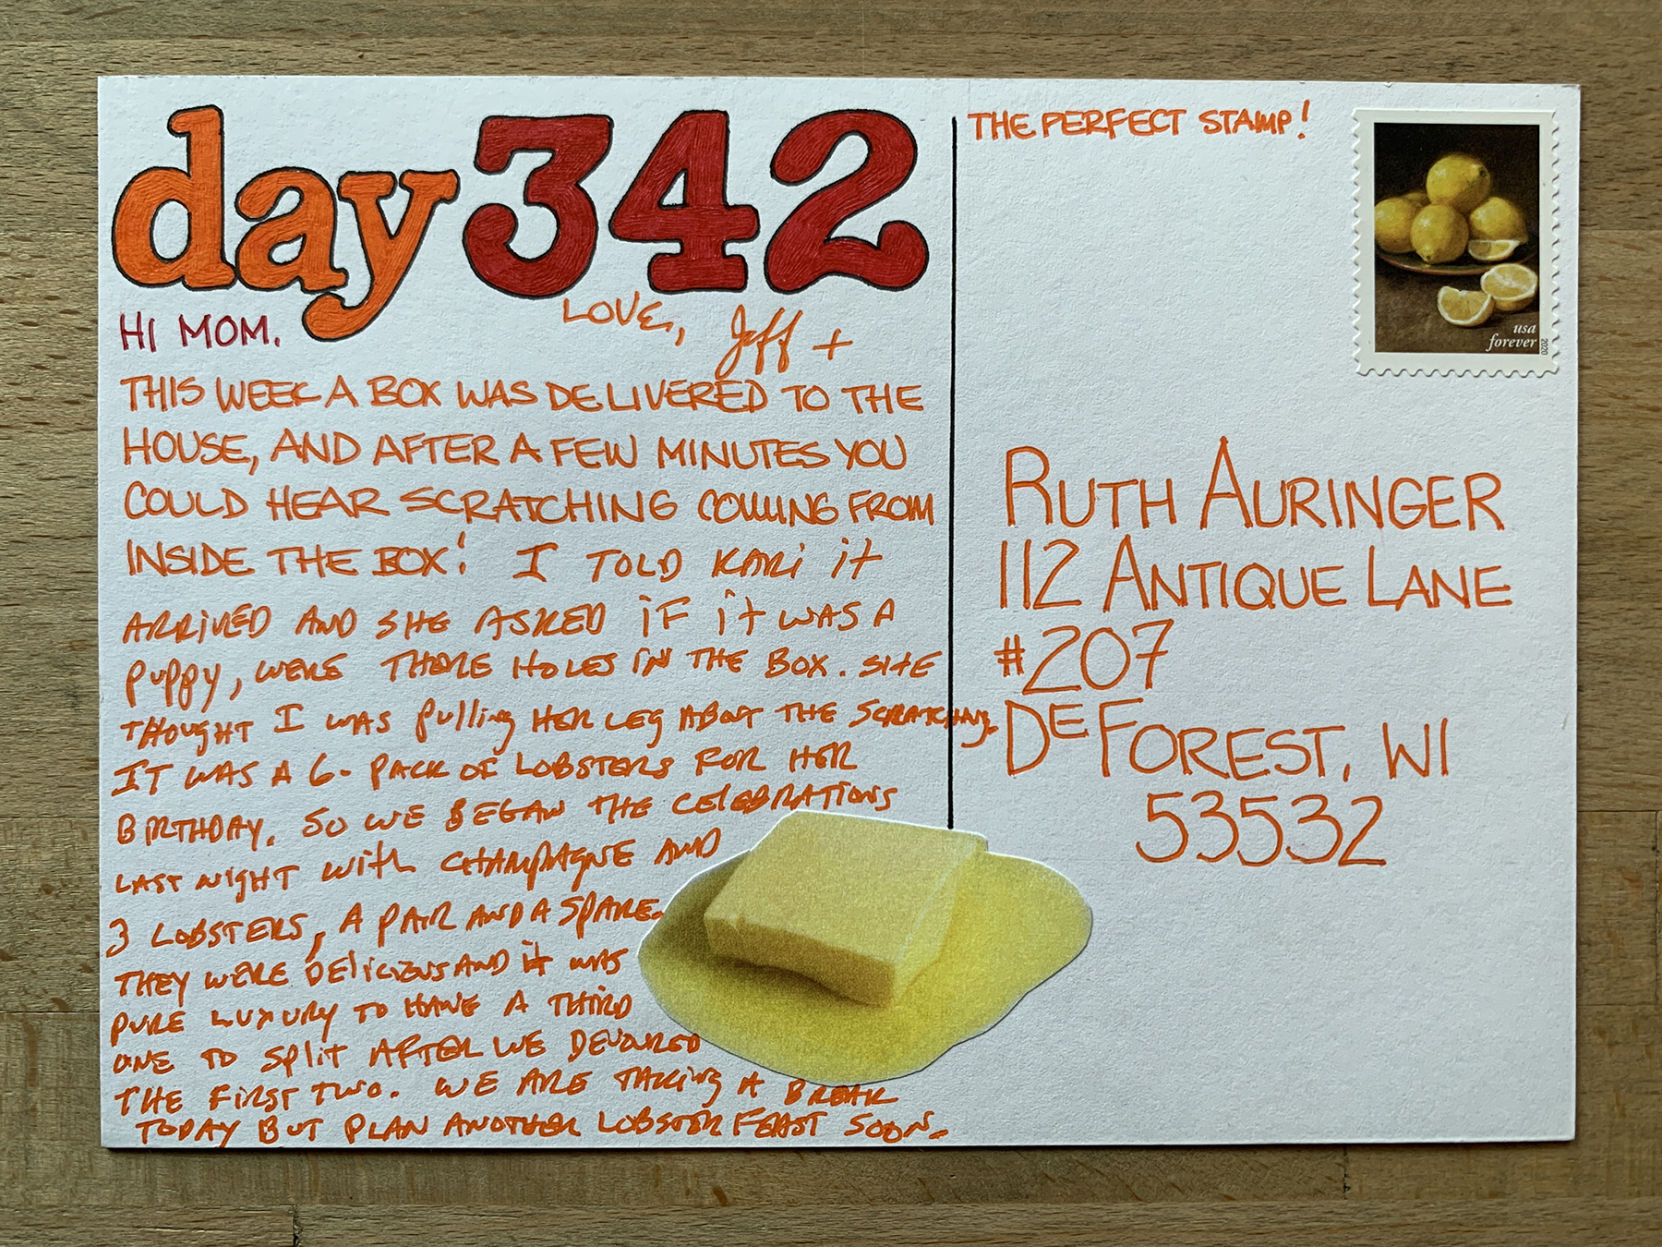 day 342
HI MOM.
LOVE, Jeff +
THIS WEEK A BOX WAS DELIVERED TO THE
HOUSE, AND AFTER A FEW MINUTES YOU
COULD HEAR SCRATCHING COMING FROM
INSIDE THE BOX! I TOLD KARI it
ARRIVED AND SHE ASKED iF it WAS A
puppy, WERE THERE HOLES IN THE BOX. SHE
THOUGHT I WAS pulling HER LEG ABOUT THE SCRATCHING.
IT WAS A 6-PACK OF LOBSTERS FOR HER
BIRTHDAY. SO WE BEGAN THE CELEBRATIONS
LAST NIGHT with CHAMPAGNE AND
3 LOBSTERS, A PAIR AND A SPARE.
THEY WERE DELICIOUS AND it WAS
PURE LUXURY TO HAVE A THIRD
ONE TO Split AFTER WE DEVOURED
THE FIRST TWO. WE ARE TAKING A BREAK
TODAY BUT PLAN ANOTHER LOBSTER FEAST SOON.
THE PERFECT STAMP!
usa
forever
2020
RUTH AURINGER
112 ANTIQUE LANE
#207
DEFOREST, WI
53532